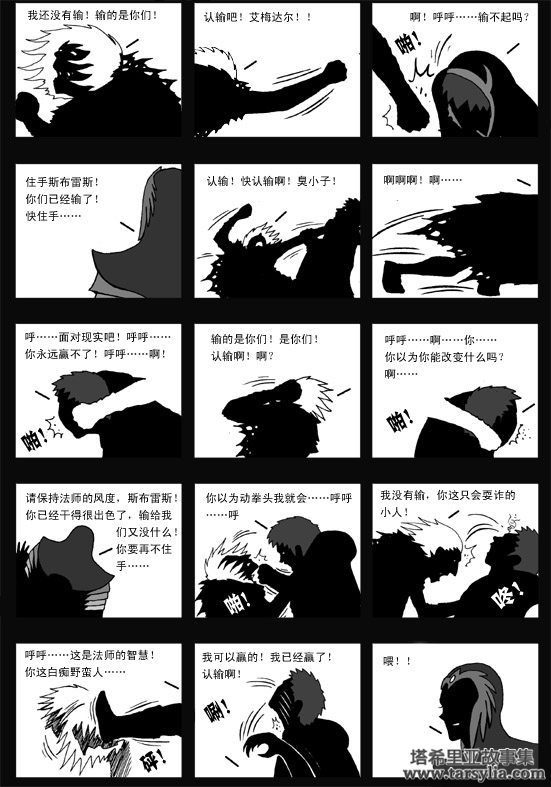 我还没有输！输的是你们！
认输吧！艾梅达尔！！
啊！呼呼……输不起吗？
啪！
住手斯布雷斯！
你们已经输了！
快住手……
认输！快认输啊！臭小子！
啊啊啊！啊……
呼……面对现实吧！呼呼……
你永远赢不了！呼呼……啊！
啪！
输的是你们！是你们！
认输啊！啊？
呼呼……啊……你……
你以为你能改变什么吗？
啊……
啪！
请保持法师的风度，斯布雷斯！
你已经干得很出色了，输给我
们又没什么！
你要再不住
手……
你以为动拳头我就会……呼呼
……呼
啪！
我没有输，你这只会耍诈的
小人！
咚！
呼呼……这是法师的智慧！
你这白痴野蛮人……
砰！
我可以赢的！我已经赢了！
认输啊！
喂！！
塔希里亚故事集
www.tarsylia.com